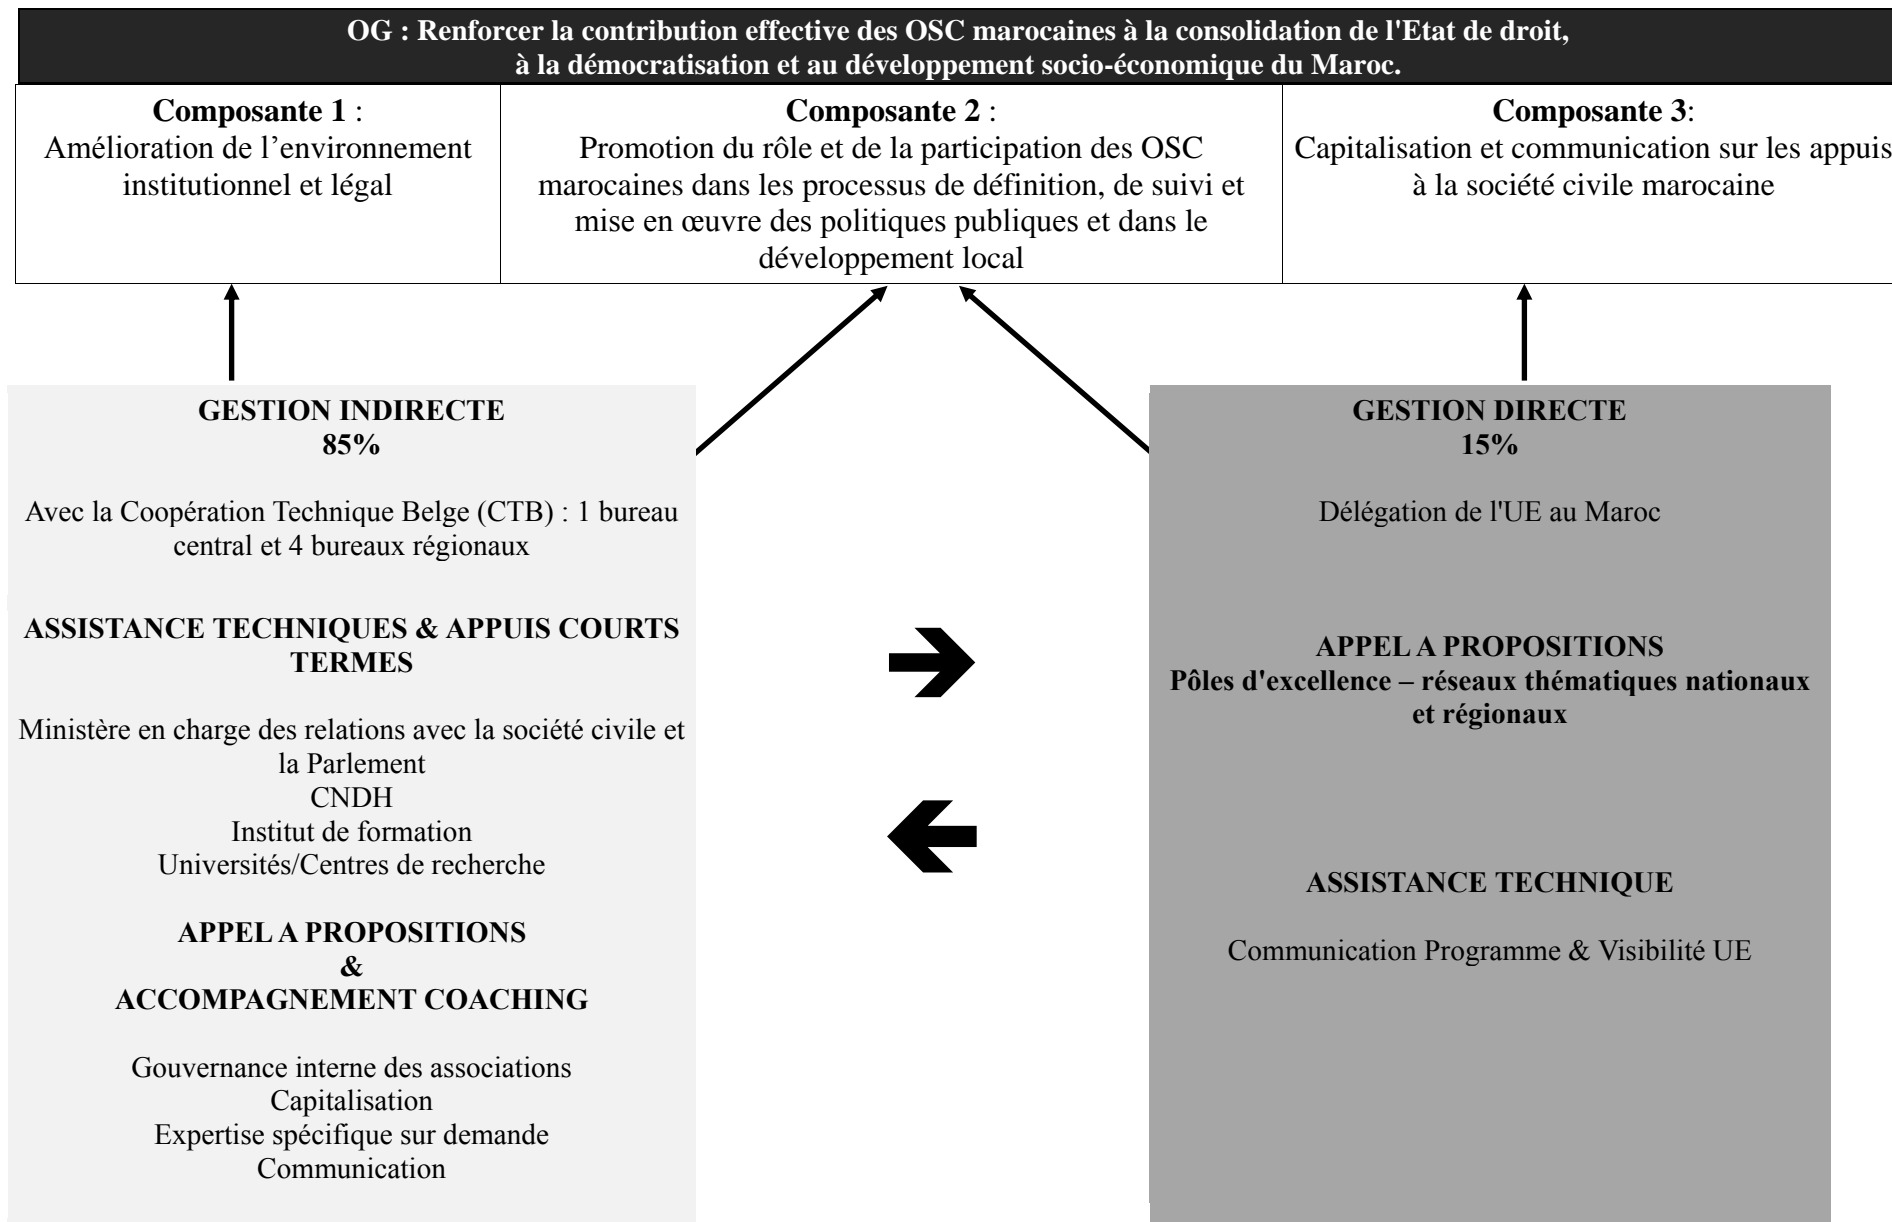 OG : Renforcer la contribution effective des OSC marocaines à la consolidation de l'Etat de droit,
à la démocratisation et au développement socio-économique du Maroc.
Composante 1 :
Amélioration de l’environnement
institutionnel et légal
Composante 2 :
Promotion du rôle et de la participation des OSC
marocaines dans les processus de définition, de suivi et
mise en œuvre des politiques publiques et dans le
développement local
Composante 3:
Capitalisation et communication sur les appuis
à la société civile marocaine
GESTION INDIRECTE
85%
Avec la Coopération Technique Belge (CTB) : 1 bureau
central et 4 bureaux régionaux
ASSISTANCE TECHNIQUES & APPUIS COURTS
TERMES
Ministère en charge des relations avec la société civile et
la Parlement
CNDH
Institut de formation
Universités/Centres de recherche
APPEL A PROPOSITIONS
&
ACCOMPAGNEMENT COACHING
Gouvernance interne des associations
Capitalisation
Expertise spécifique sur demande
Communication
GESTION DIRECTE
15%
Délégation de l'UE au Maroc
APPEL A PROPOSITIONS
Pôles d'excellence – réseaux thématiques nationaux
et régionaux
ASSISTANCE TECHNIQUE
Communication Programme & Visibilité UE